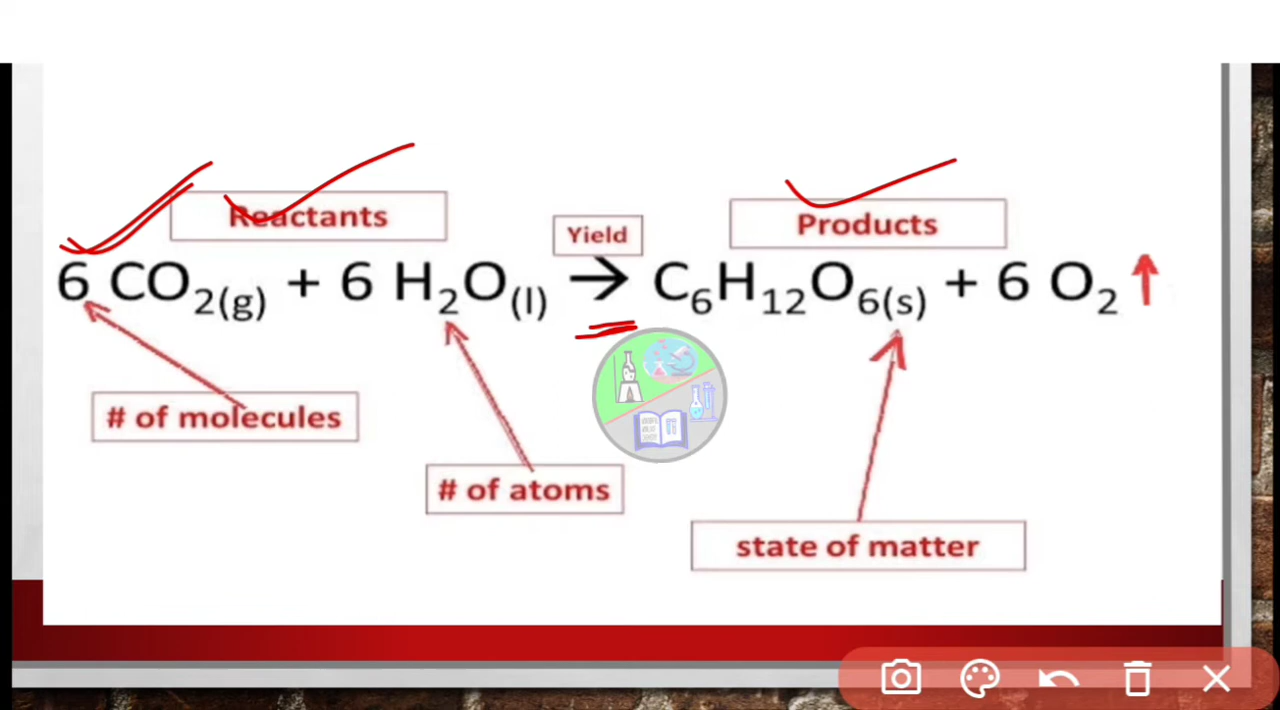 Reactants
Products
Yield
6 CO₂(g) + 6 H₂O(l) → C₆H₁₂O₆(s) + 6 O₂↑
# of molecules
# of atoms
state of matter